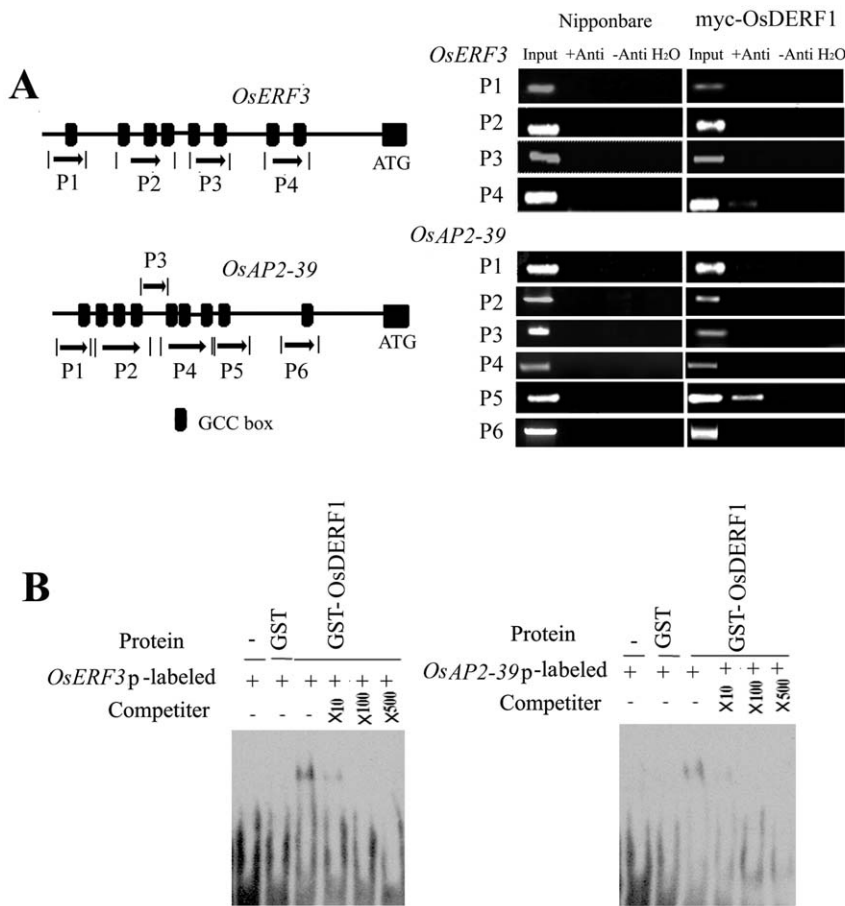 A
Nipponbare
myc-OsDERF1
OsERF3
Input +Anti -Anti H2O
Input +Anti -Anti H2O
P1
P2
P3
P4
OsERF3
ATG
P1 P2 P3 P4
OsAP2-39
P1
P2
P3
P4
P5
P6
P3
OsAP2-39
ATG
P1 P2 P4 P5 P6
GCC box
B
Protein - GST GST-OsDERF1
OsERF3 p-labeled + + + + + +
Competiter - - - X10 X100 X500
Protein - GST GST-OsDERF1
OsAP2-39 p-labeled + + + + + +
Competiter - - - X10 X100 X500